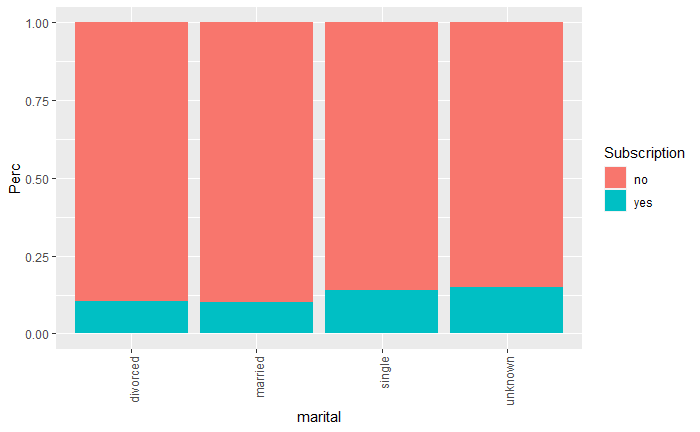 1.00
0.75
0.50
0.25
0.00
Perc
divorced
married
single
unknown
marital
Subscription
no
yes